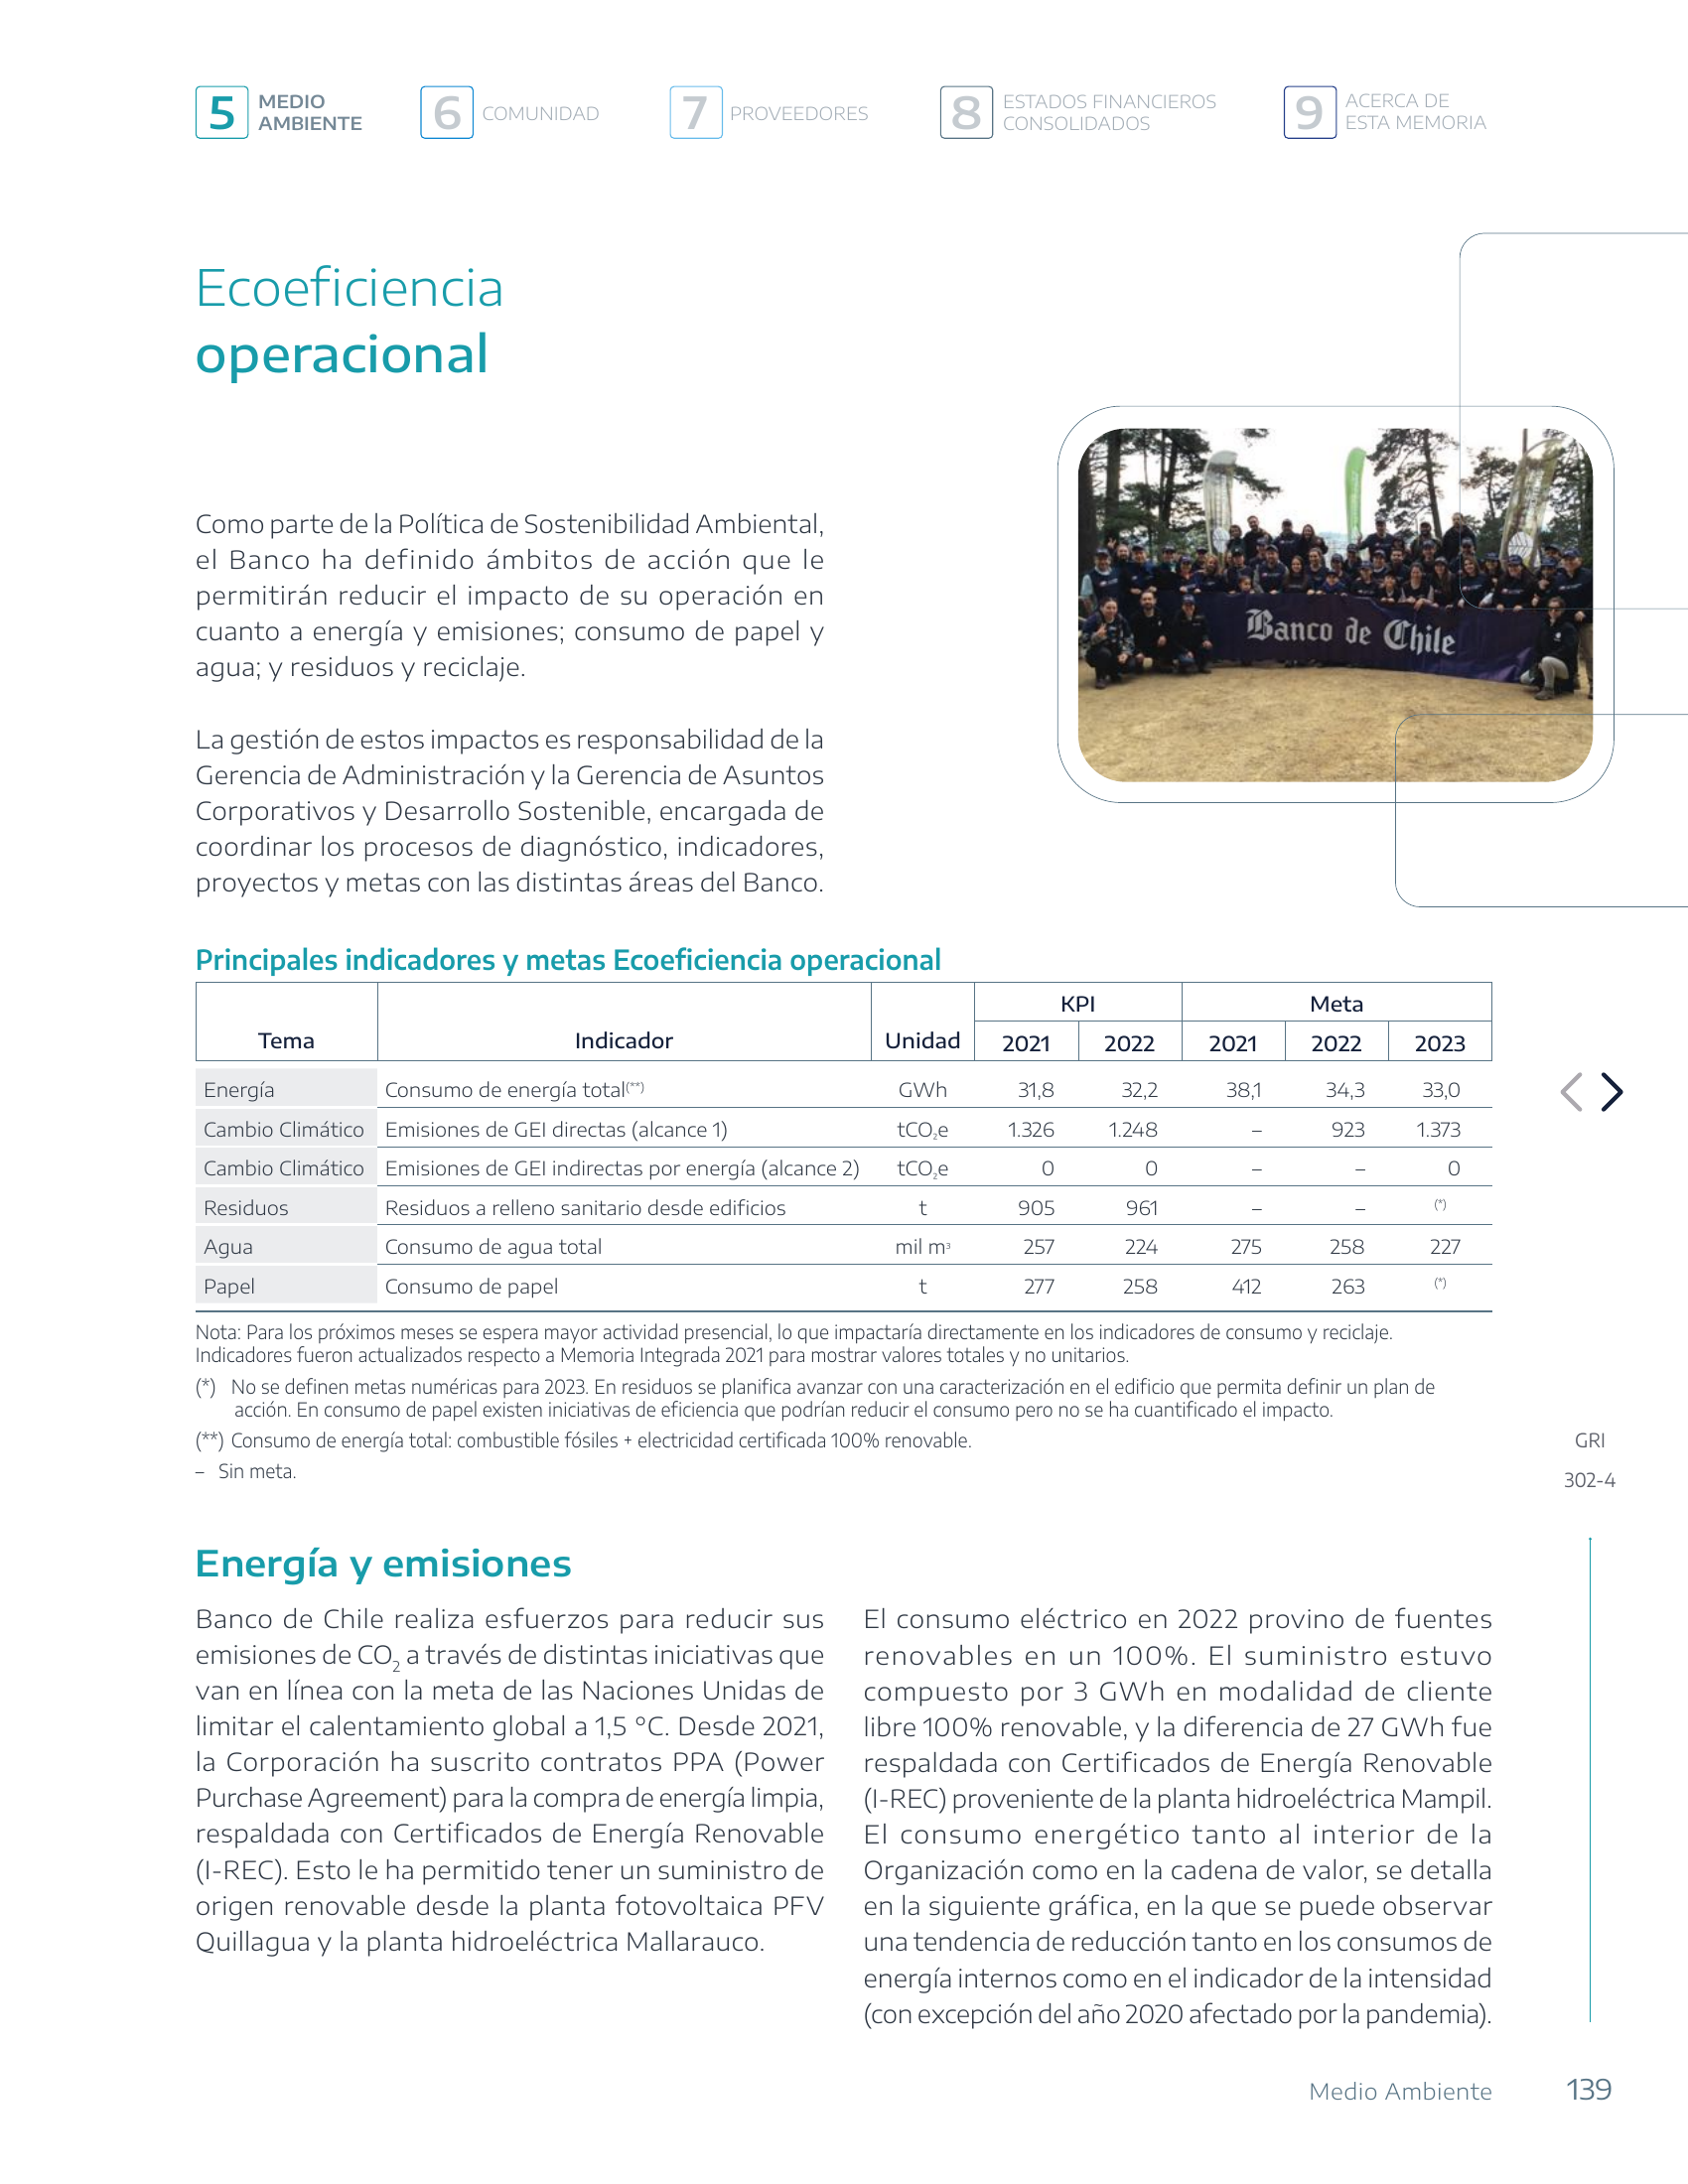 5 MEDIO
AMBIENTE
6 COMUNIDAD
7 PROVEEDORES
8 ESTADOS FINANCIEROS
CONSOLIDADOS
9 ACERCA DE
ESTA MEMORIA
Ecoeficiencia
operacional
Como parte de la Política de Sostenibilidad Ambiental,
el Banco ha definido ámbitos de acción que le
permitirán reducir el impacto de su operación en
cuanto a energía y emisiones; consumo de papel y
agua; y residuos y reciclaje.
La gestión de estos impactos es responsabilidad de la
Gerencia de Administración y la Gerencia de Asuntos
Corporativos y Desarrollo Sostenible, encargada de
coordinar los procesos de diagnóstico, indicadores,
proyectos y metas con las distintas áreas del Banco.
Banco de Chile
Principales indicadores y metas Ecoeficiencia operacional
KPI Meta
Tema Indicador Unidad 2021 2022 2021 2022 2023
Energía Consumo de energía total(**) GWh 31,8 32,2 38,1 34,3 33,0
Cambio Climático Emisiones de GEI directas (alcance 1) tCO₂e 1.326 1.248 – 923 1.373
Cambio Climático Emisiones de GEI indirectas por energía (alcance 2) tCO₂e 0 0 – – 0
Residuos Residuos a relleno sanitario desde edificios t 905 961 – – (*)
Agua Consumo de agua total mil m³ 257 224 275 258 227
Papel Consumo de papel t 277 258 412 263 (*)
Nota: Para los próximos meses se espera mayor actividad presencial, lo que impactaría directamente en los indicadores de consumo y reciclaje.
Indicadores fueron actualizados respecto a Memoria Integrada 2021 para mostrar valores totales y no unitarios.
(*) No se definen metas numéricas para 2023. En residuos se planifica avanzar con una caracterización en el edificio que permita definir un plan de
acción. En consumo de papel existen iniciativas de eficiencia que podrían reducir el consumo pero no se ha cuantificado el impacto.
(**) Consumo de energía total: combustible fósiles + electricidad certificada 100% renovable.
– Sin meta.
GRI
302-4
Energía y emisiones
Banco de Chile realiza esfuerzos para reducir sus
emisiones de CO₂ a través de distintas iniciativas que
van en línea con la meta de las Naciones Unidas de
limitar el calentamiento global a 1,5 °C. Desde 2021,
la Corporación ha suscrito contratos PPA (Power
Purchase Agreement) para la compra de energía limpia,
respaldada con Certificados de Energía Renovable
(I-REC). Esto le ha permitido tener un suministro de
origen renovable desde la planta fotovoltaica PFV
Quillagua y la planta hidroeléctrica Mallarauco.
El consumo eléctrico en 2022 provino de fuentes
renovables en un 100%. El suministro estuvo
compuesto por 3 GWh en modalidad de cliente
libre 100% renovable, y la diferencia de 27 GWh fue
respaldada con Certificados de Energía Renovable
(I-REC) proveniente de la planta hidroeléctrica Mampil.
El consumo energético tanto al interior de la
Organización como en la cadena de valor, se detalla
en la siguiente gráfica, en la que se puede observar
una tendencia de reducción tanto en los consumos de
energía internos como en el indicador de la intensidad
(con excepción del año 2020 afectado por la pandemia).
Medio Ambiente 139